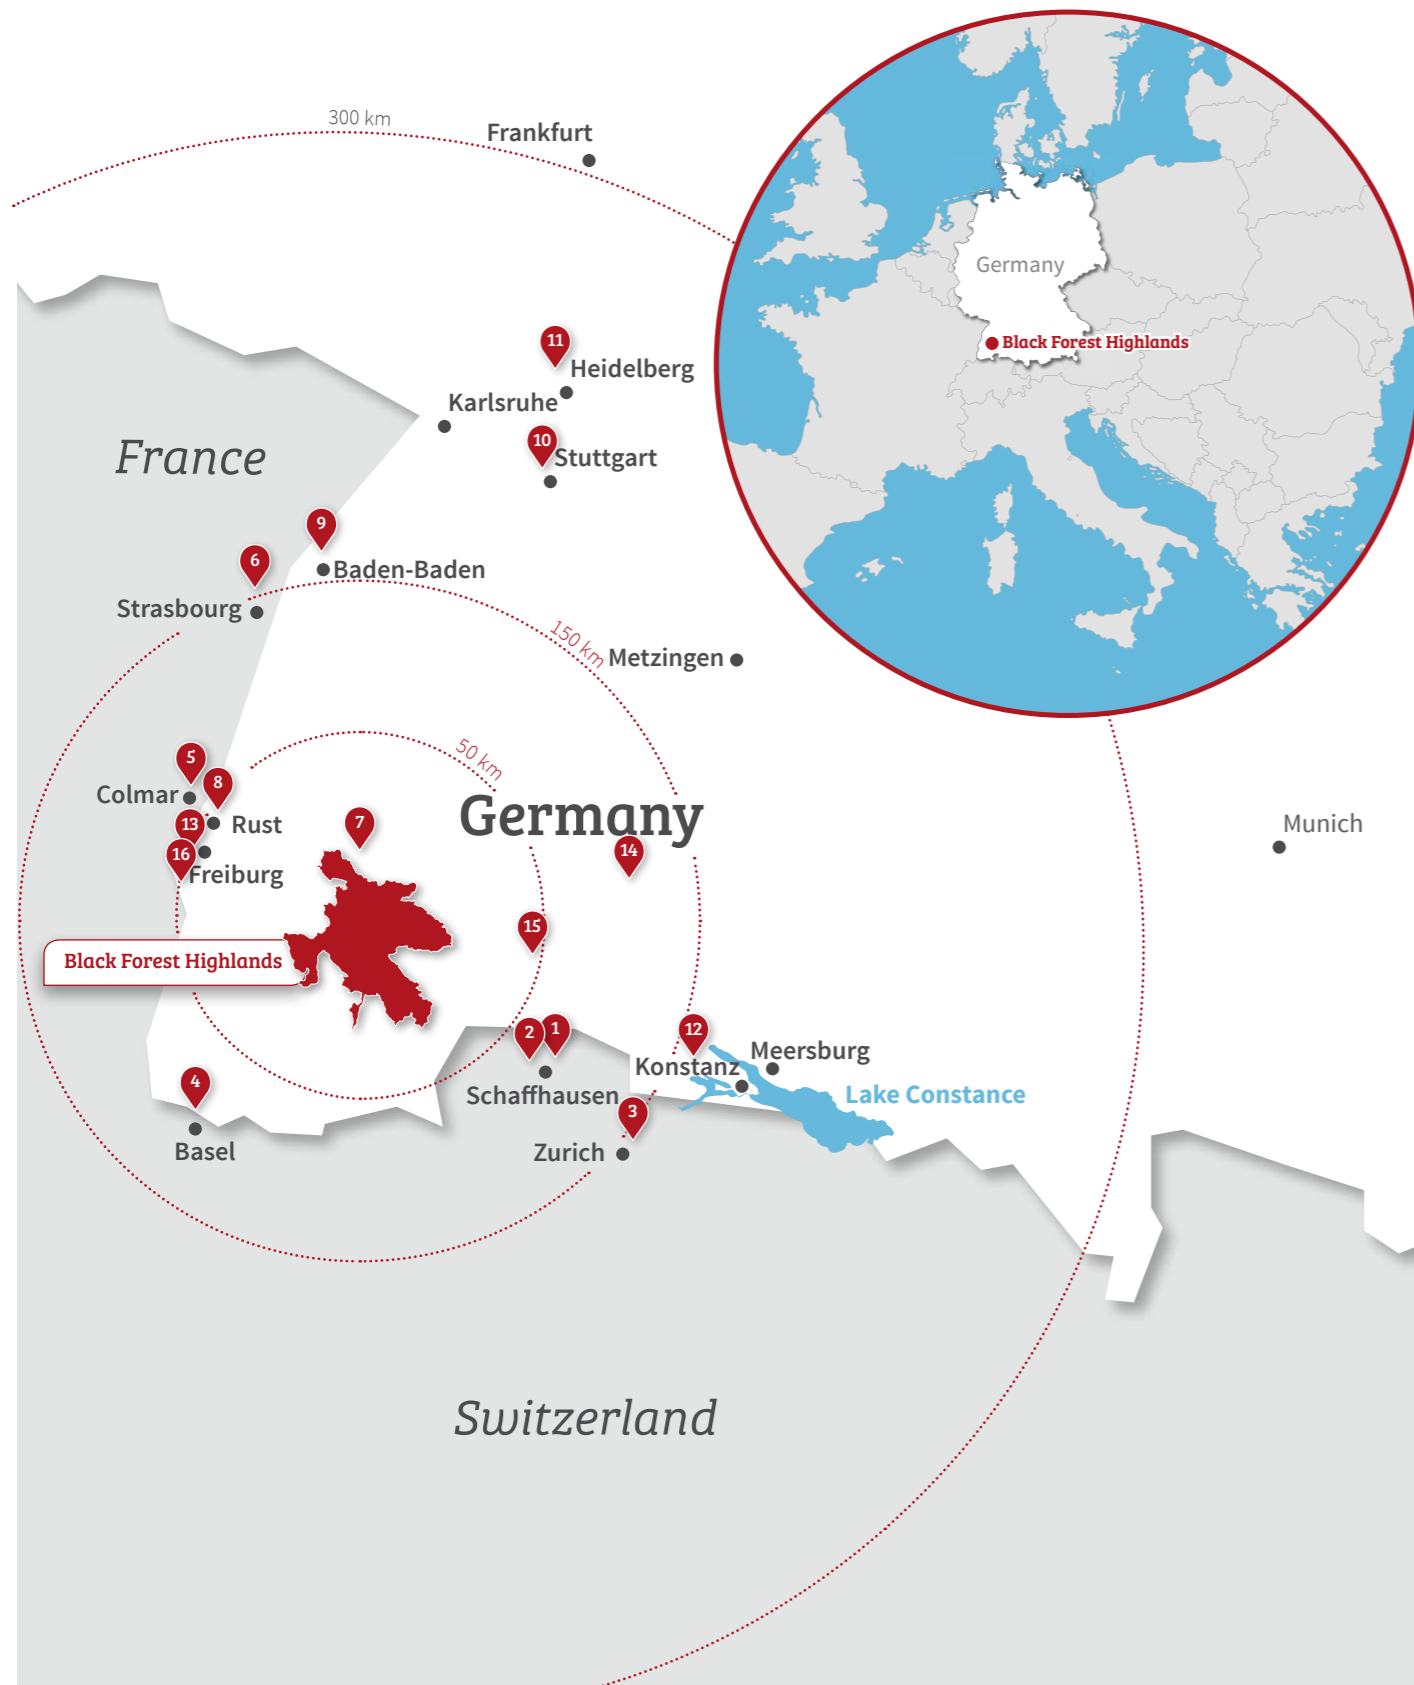 300 km
Frankfurt
Germany
Black Forest Highlands
11
Heidelberg
Karlsruhe
10
Stuttgart
France
9
6
Baden-Baden
Strasbourg
150 km
Metzingen
50 km
5
8
Colmar
Germany
13
Rust
7
Munich
16
14
Freiburg
15
Black Forest Highlands
2
1
12
Meersburg
Konstanz
4
Schaffhausen
Lake Constance
3
Basel
Zurich
Switzerland